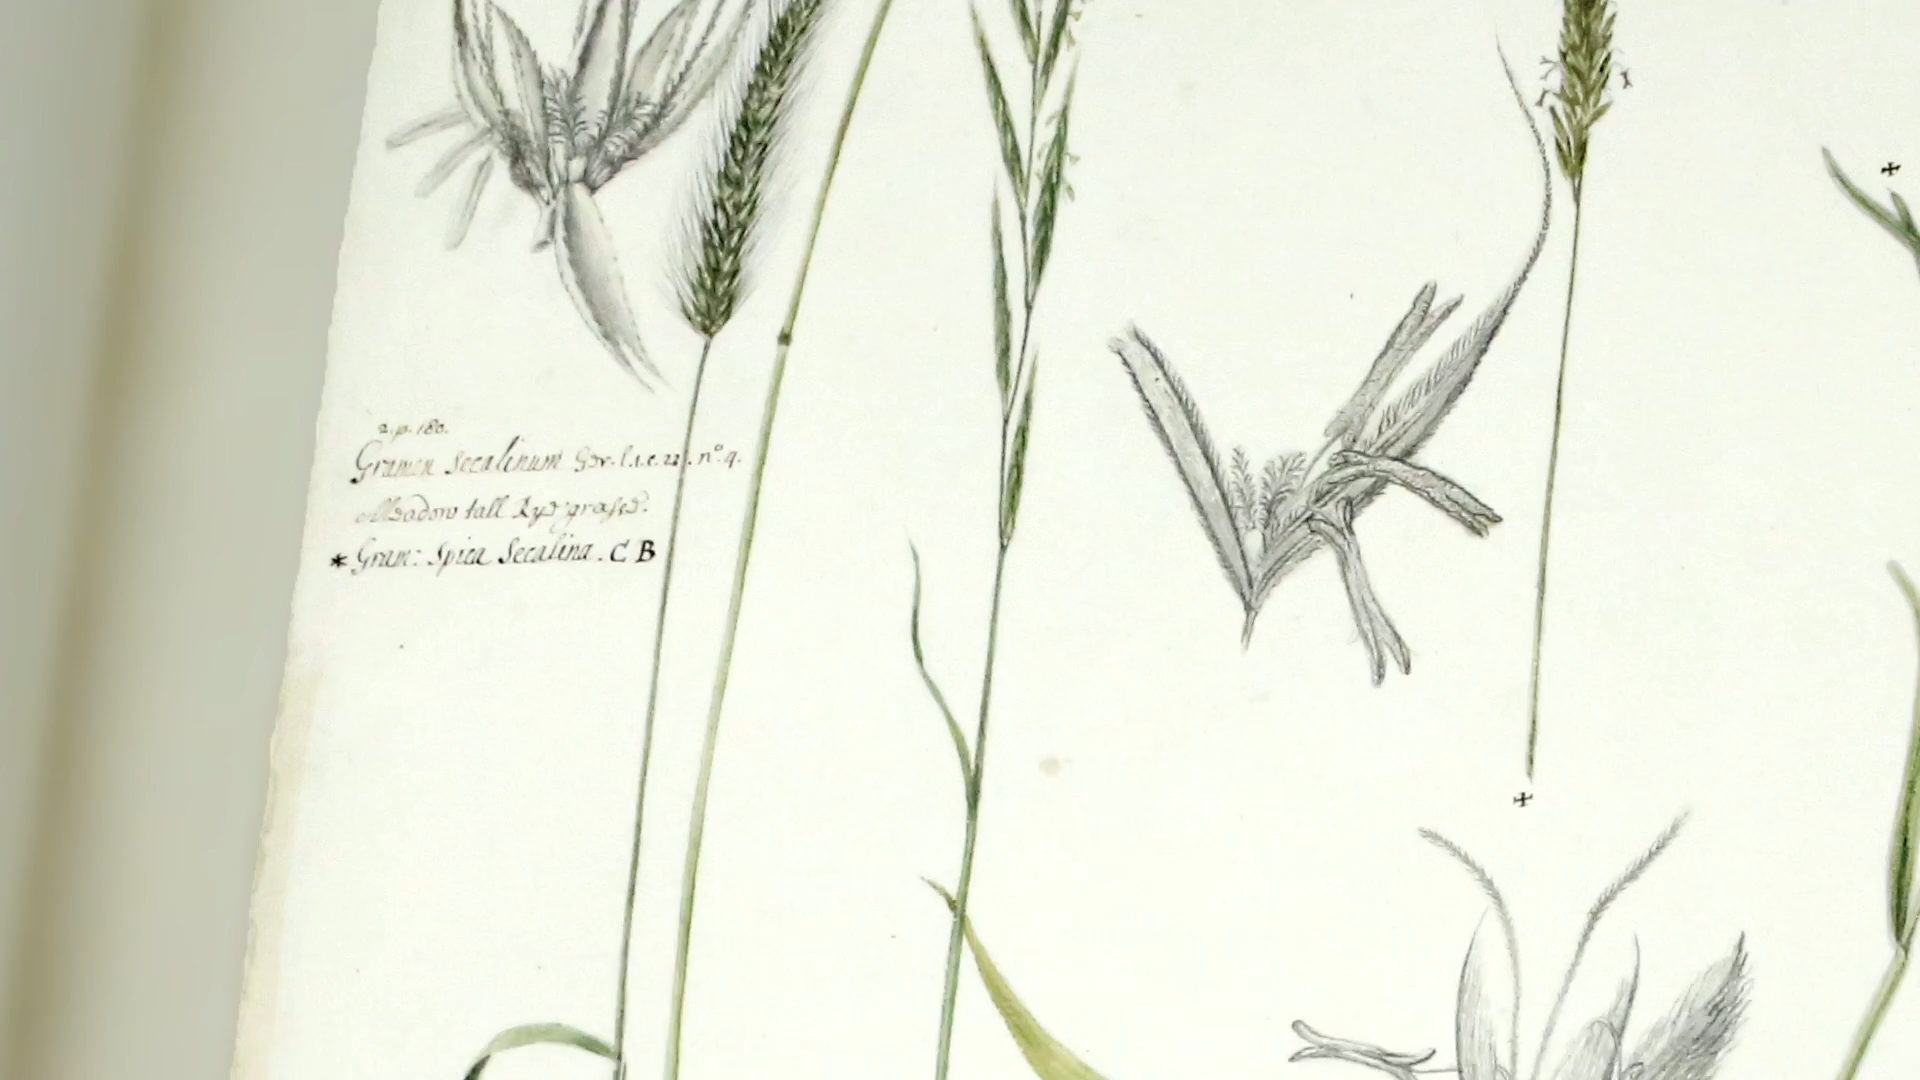 2. p. 180.
Gramen Secalinum Ger. l.1.c.22. n° 4.
Meadow tall Rye grasse.
* Gram: Spica Secalina. C B